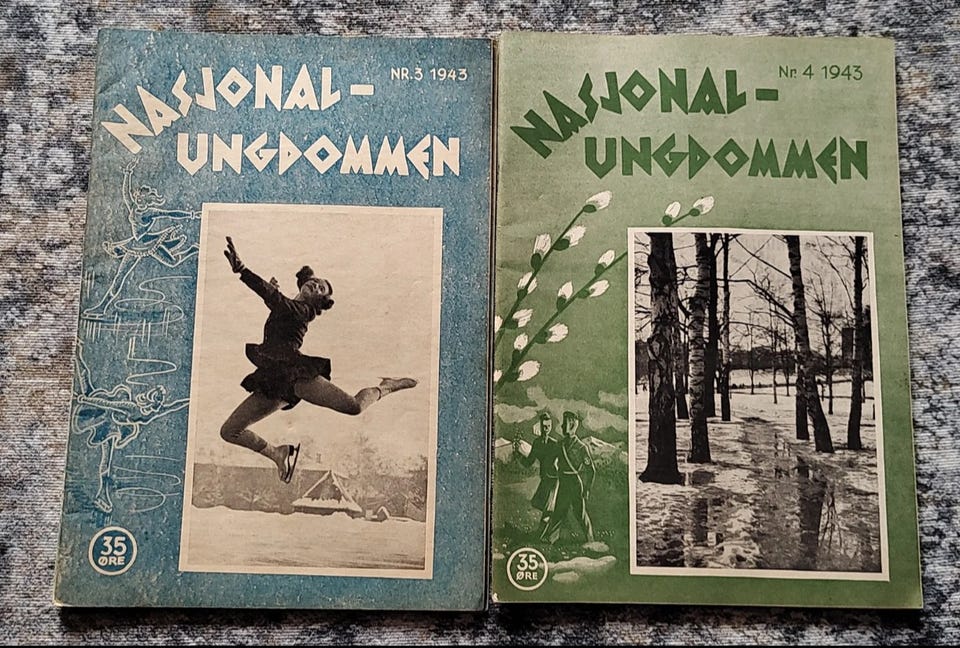 NR.3 1943
NASJONAL-
UNGDOMMEN
35
ØRE
Nr. 4 1943
NASJONAL-
UNGDOMMEN
35
ØRE